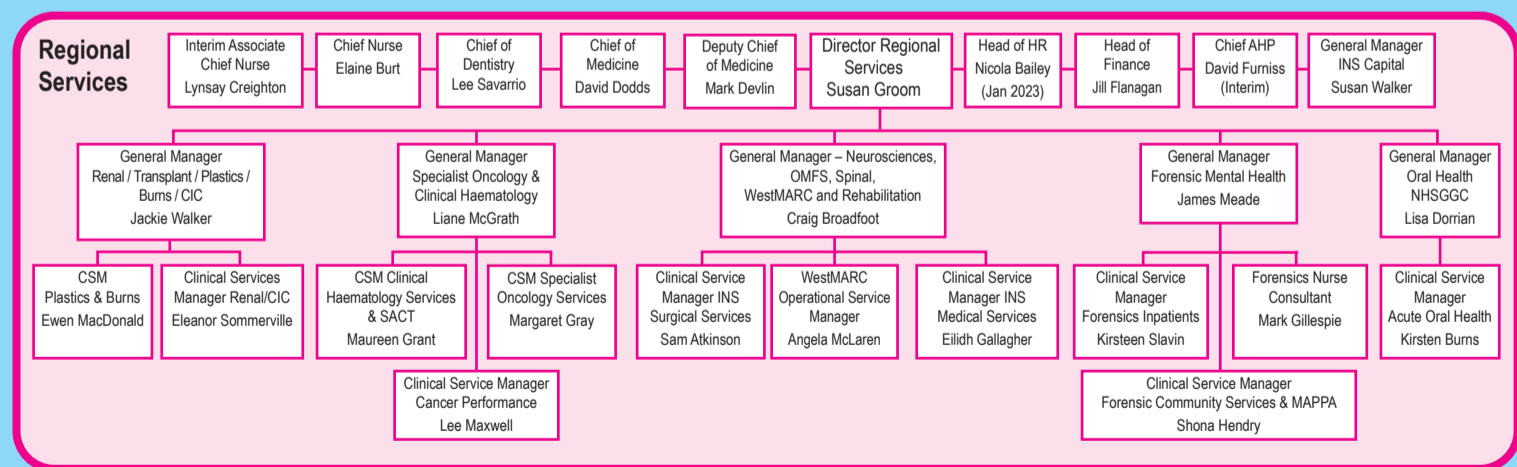 Regional
Services
Interim Associate
Chief Nurse
Lynsay Creighton
Chief Nurse
Elaine Burt
Chief of
Dentistry
Lee Savarrio
Chief of
Medicine
David Dodds
Deputy Chief
of Medicine
Mark Devlin
Director Regional
Services
Susan Groom
Head of HR
Nicola Bailey
(Jan 2023)
Head of
Finance
Jill Flanagan
Chief AHP
David Furniss
(Interim)
General Manager
INS Capital
Susan Walker
General Manager
Renal / Transplant / Plastics /
Burns / CIC
Jackie Walker
General Manager
Specialist Oncology &
Clinical Haematology
Liane McGrath
General Manager – Neurosciences,
OMFS, Spinal,
WestMARC and Rehabilitation
Craig Broadfoot
General Manager
Forensic Mental Health
James Meade
General Manager
Oral Health
NHSGGC
Lisa Dorrian
CSM
Plastics & Burns
Ewen MacDonald
Clinical Services
Manager Renal/CIC
Eleanor Sommerville
CSM Clinical
Haematology Services
& SACT
Maureen Grant
CSM Specialist
Oncology Services
Margaret Gray
Clinical Service
Manager INS
Surgical Services
Sam Atkinson
WestMARC
Operational Service
Manager
Angela McLaren
Clinical Service
Manager INS
Medical Services
Eilidh Gallagher
Clinical Service
Manager
Forensics Inpatients
Kirsteen Slavin
Forensics Nurse
Consultant
Mark Gillespie
Clinical Service
Manager
Acute Oral Health
Kirsten Burns
Clinical Service Manager
Cancer Performance
Lee Maxwell
Clinical Service Manager
Forensic Community Services & MAPPA
Shona Hendry